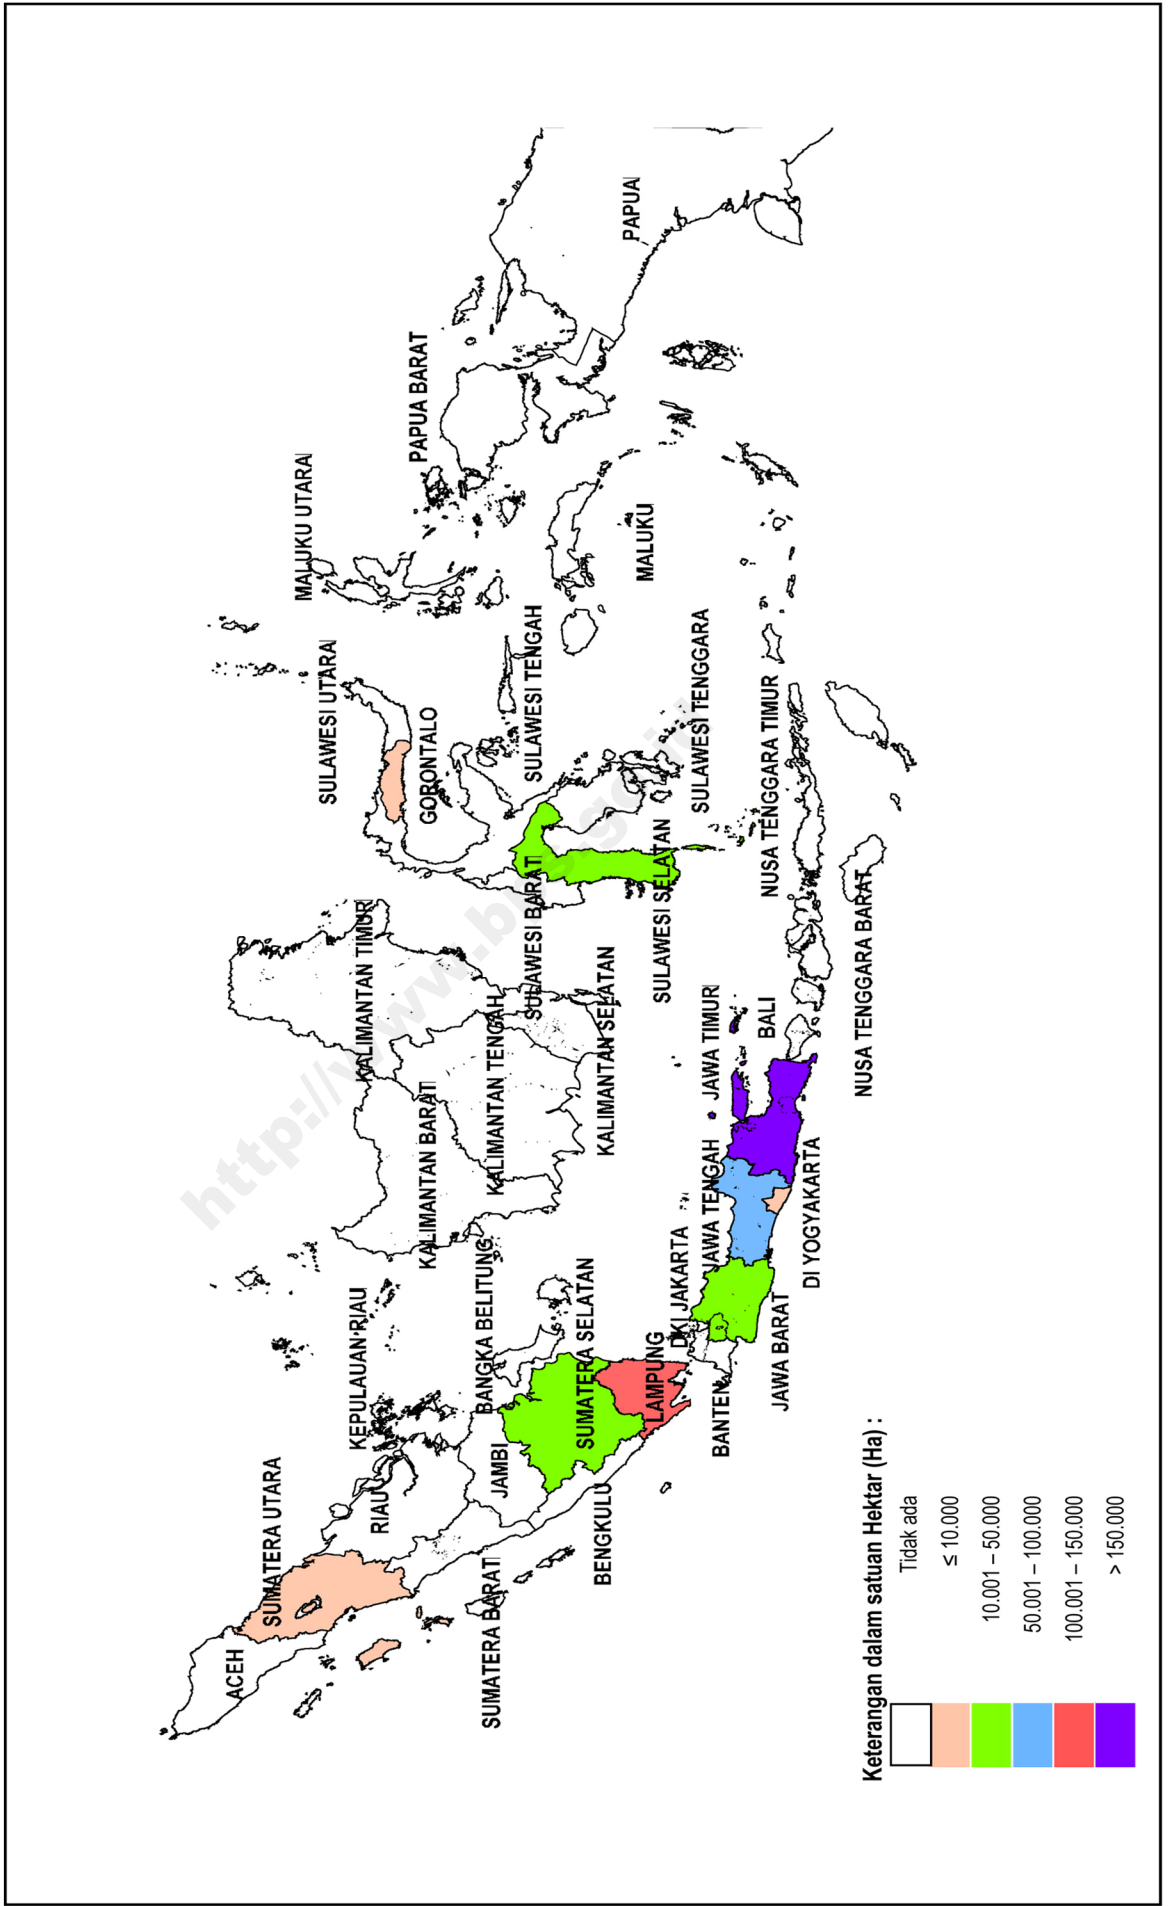 MALUKU UTARA
PAPUA BARAT
PAPUA
MALUKU
SULAWESI UTARA
GORONTALO
SULAWESI TENGAH
SULAWESI TENGGARA
SULAWESI BARAT
SULAWESI SELATAN
NUSA TENGGARA TIMUR
NUSA TENGGARA BARAT
BALI
KALIMANTAN TIMUR
KALIMANTAN BARAT
KALIMANTAN TENGAH
KALIMANTAN SELATAN
JAWA TIMUR
JAWA TENGAH
DI YOGYAKARTA
DKI JAKARTA
JAWA BARAT
BANTEN
ACEH
SUMATERA UTARA
RIAU
KEPULAUAN RIAU
SUMATERA BARAT
JAMBI
BANGKA BELITUNG
BENGKULU
SUMATERA SELATAN
LAMPUNG
http://www.bps.go.id
Keterangan dalam satuan Hektar (Ha) :
Tidak ada
≤ 10.000
10.001 – 50.000
50.001 – 100.000
100.001 – 150.000
> 150.000